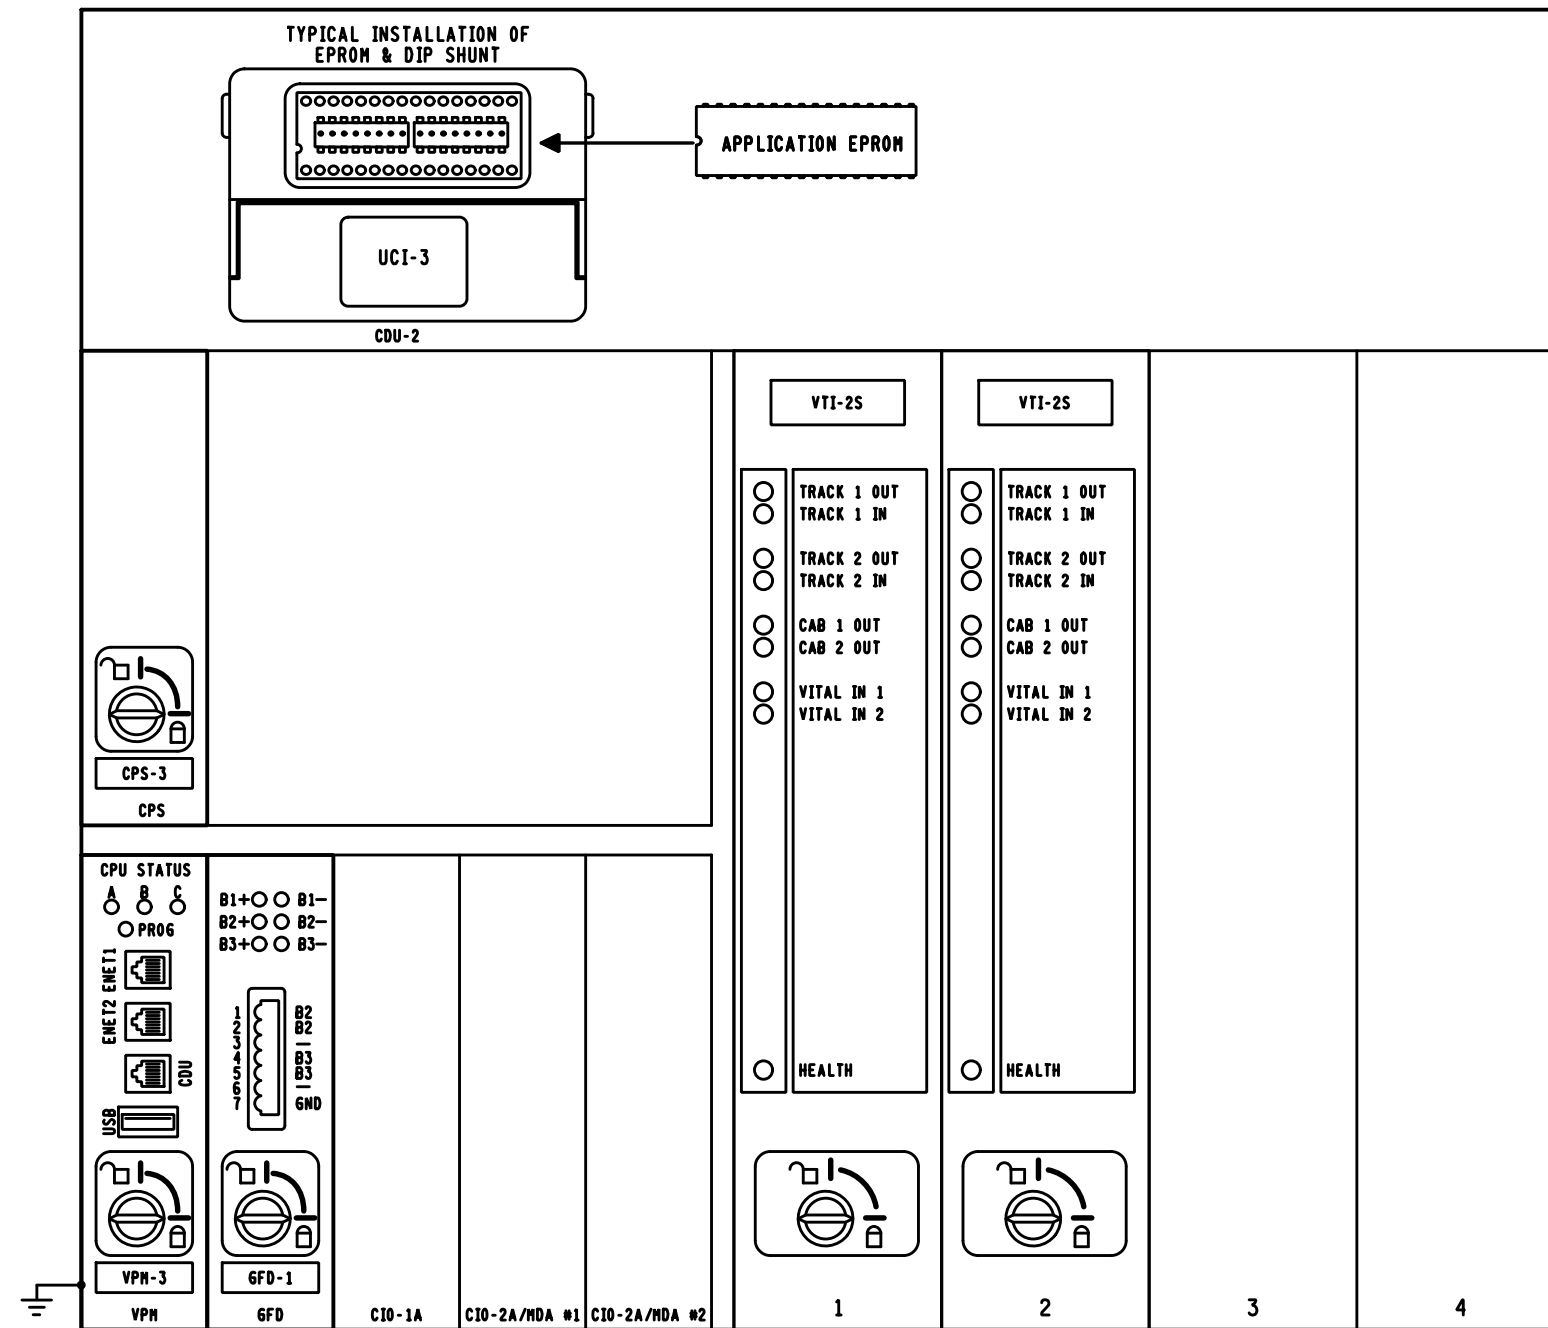 TYPICAL INSTALLATION OF
EPROM & DIP SHUNT
APPLICATION EPROM
UCI-3
CDU-2
CPS-3
CPS
CPU STATUS
A B C
PROG
ENET1
ENET2
CDU
USB
VPM-3
VPM
B1+ B1-
B2+ B2-
B3+ B3-
1 B2
2 B2
3 —
4 B3
5 B3
6 —
7 GND
GFD-1
GFD
CIO-1A
CIO-2A/MDA #1
CIO-2A/MDA #2
VTI-2S
TRACK 1 OUT
TRACK 1 IN
TRACK 2 OUT
TRACK 2 IN
CAB 1 OUT
CAB 2 OUT
VITAL IN 1
VITAL IN 2
HEALTH
1
VTI-2S
TRACK 1 OUT
TRACK 1 IN
TRACK 2 OUT
TRACK 2 IN
CAB 1 OUT
CAB 2 OUT
VITAL IN 1
VITAL IN 2
HEALTH
2
3
4